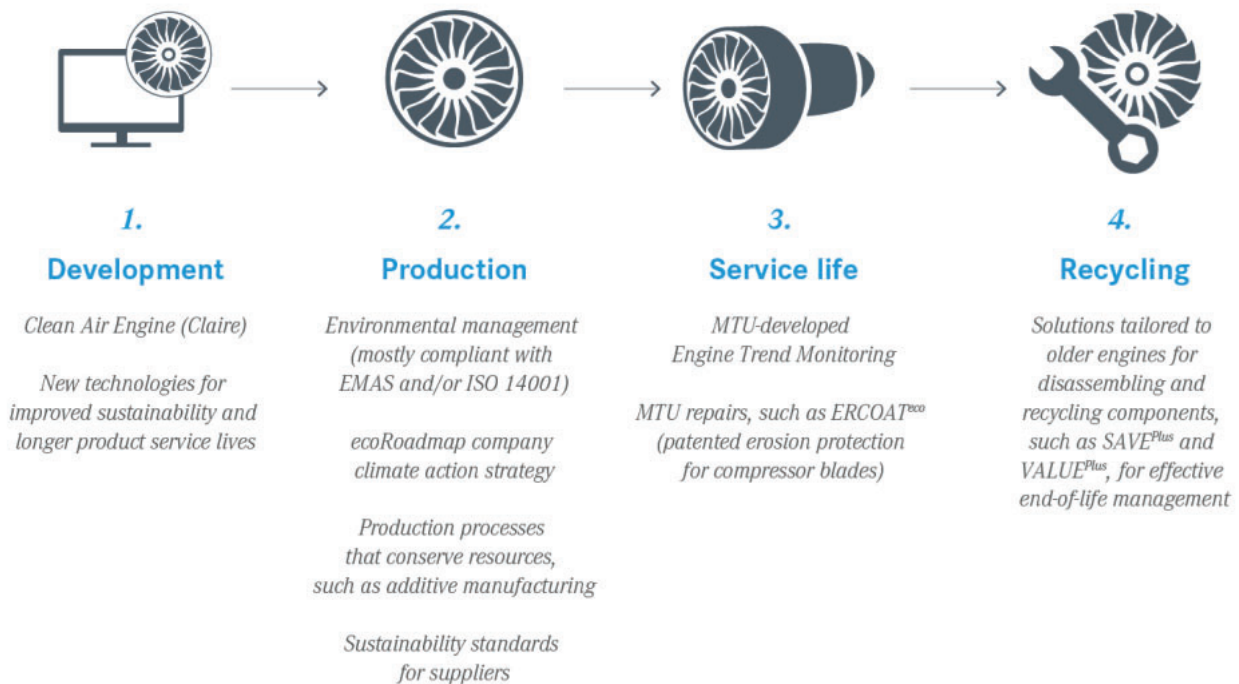 1.
Development
Clean Air Engine (Claire)
New technologies for
improved sustainability and
longer product service lives
2.
Production
Environmental management
(mostly compliant with
EMAS and/or ISO 14001)
ecoRoadmap company
climate action strategy
Production processes
that conserve resources,
such as additive manufacturing
Sustainability standards
for suppliers
3.
Service life
MTU-developed
Engine Trend Monitoring
MTU repairs, such as ERCOATeco
(patented erosion protection
for compressor blades)
4.
Recycling
Solutions tailored to
older engines for
disassembling and
recycling components,
such as SAVEPlus and
VALUEPlus, for effective
end-of-life management